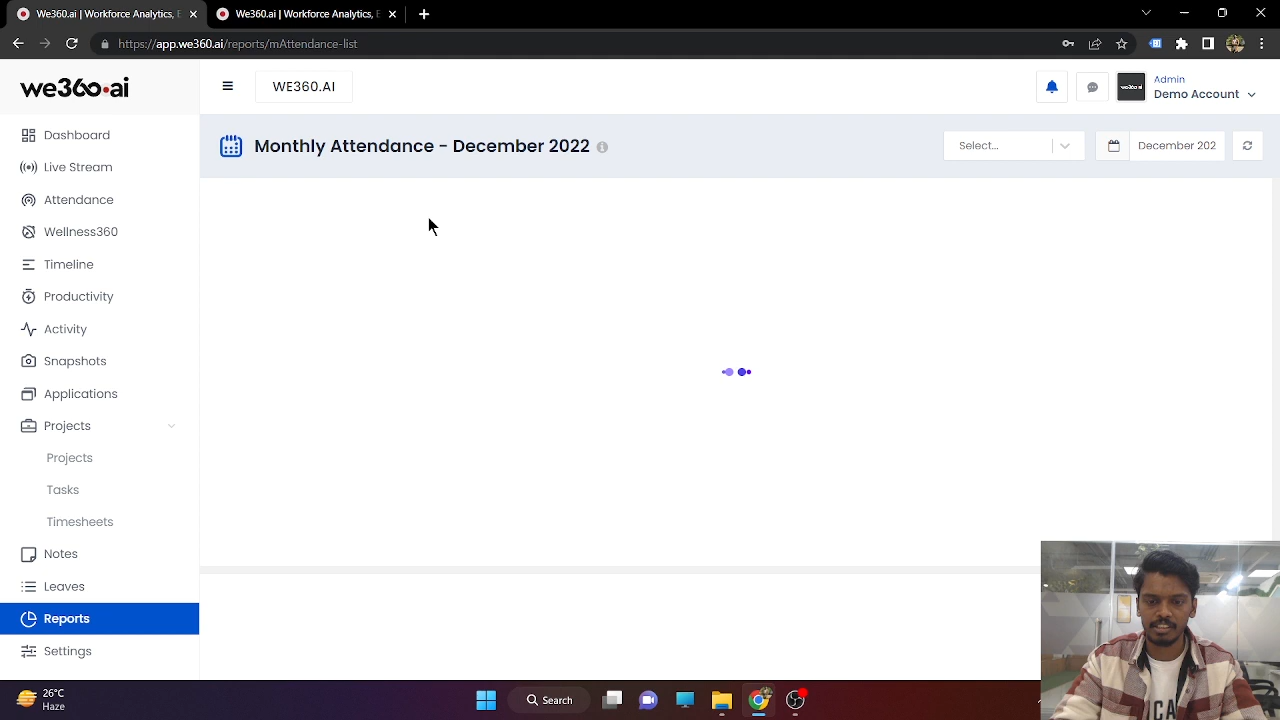 We360.ai | Workforce Analytics, E
We360.ai | Workforce Analytics, E
https://app.we360.ai/reports/mAttendance-list
we360.ai
WE360.AI
Admin
Demo Account
Monthly Attendance - December 2022
Select...
December 202
Dashboard
Live Stream
Attendance
Wellness360
Timeline
Productivity
Activity
Snapshots
Applications
Projects
Projects
Tasks
Timesheets
Notes
Leaves
Reports
Settings
26°C
Haze
Search